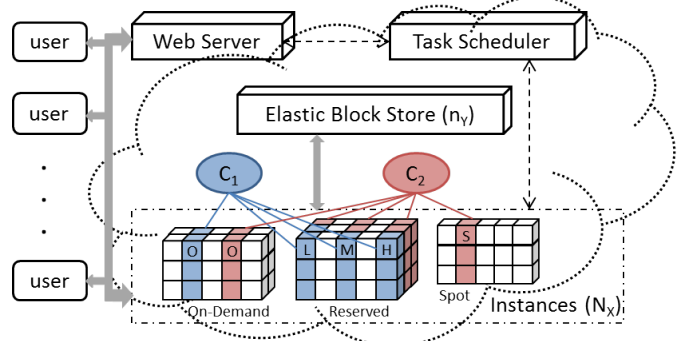 user
Web Server
Task Scheduler
user
Elastic Block Store (nY)
C1
C2
O
O
L
M
H
S
user
On-Demand
Reserved
Spot
Instances (NX)